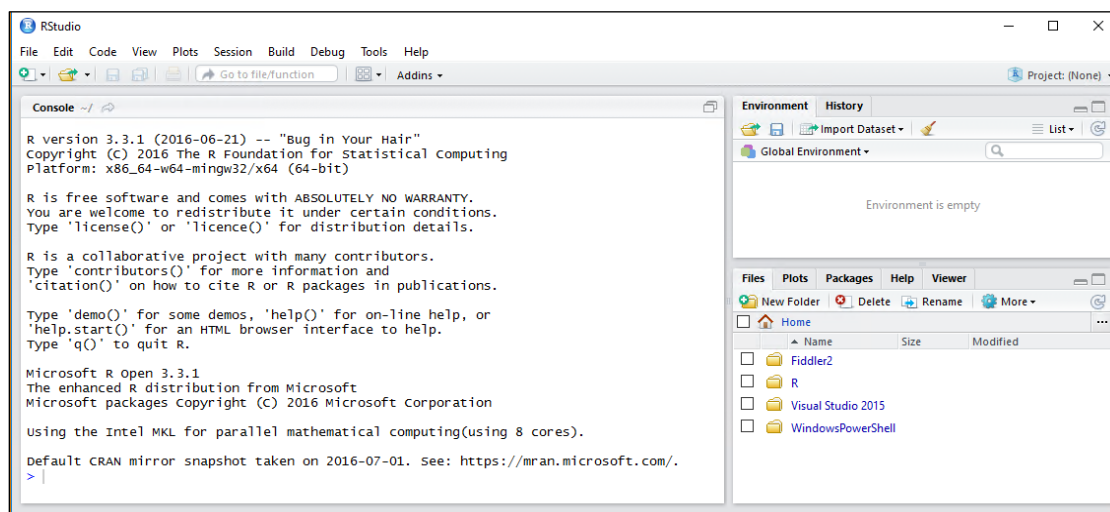 RStudio
File Edit Code View Plots Session Build Debug Tools Help
Go to file/function Addins Project: (None)
Console ~/
R version 3.3.1 (2016-06-21) -- "Bug in Your Hair"
Copyright (C) 2016 The R Foundation for Statistical Computing
Platform: x86_64-w64-mingw32/x64 (64-bit)
R is free software and comes with ABSOLUTELY NO WARRANTY.
You are welcome to redistribute it under certain conditions.
Type 'license()' or 'licence()' for distribution details.
R is a collaborative project with many contributors.
Type 'contributors()' for more information and
'citation()' on how to cite R or R packages in publications.
Type 'demo()' for some demos, 'help()' for on-line help, or
'help.start()' for an HTML browser interface to help.
Type 'q()' to quit R.
Microsoft R Open 3.3.1
The enhanced R distribution from Microsoft
Microsoft packages Copyright (C) 2016 Microsoft Corporation
Using the Intel MKL for parallel mathematical computing(using 8 cores).
Default CRAN mirror snapshot taken on 2016-07-01. See: https://mran.microsoft.com/.
>
Environment History
Import Dataset List
Global Environment
Environment is empty
Files Plots Packages Help Viewer
New Folder Delete Rename More
Home ...
Name Size Modified
Fiddler2
R
Visual Studio 2015
WindowsPowerShell